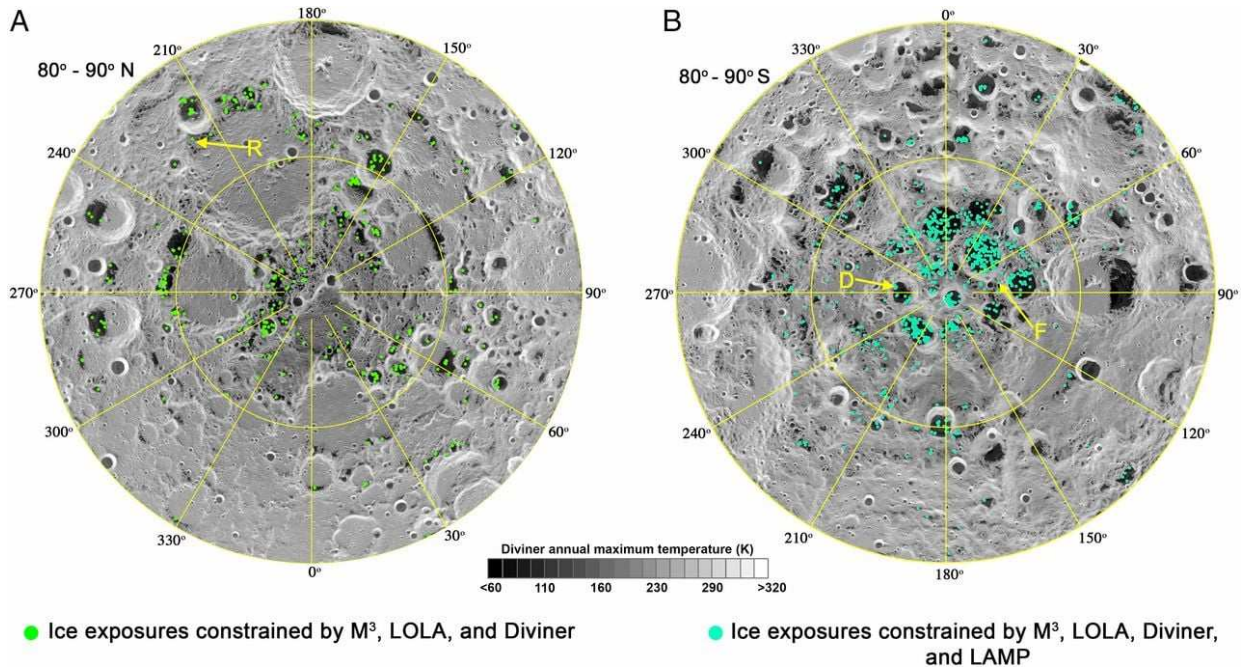 A
80° - 90° N
180°
210°
150°
240°
120°
R
270°
90°
300°
60°
330°
30°
0°
B
80° - 90° S
0°
330°
30°
300°
60°
D
F
270°
90°
240°
120°
210°
150°
180°
Diviner annual maximum temperature (K)
<60 110 160 230 290 >320
Ice exposures constrained by M³, LOLA, and Diviner
Ice exposures constrained by M³, LOLA, Diviner,
and LAMP